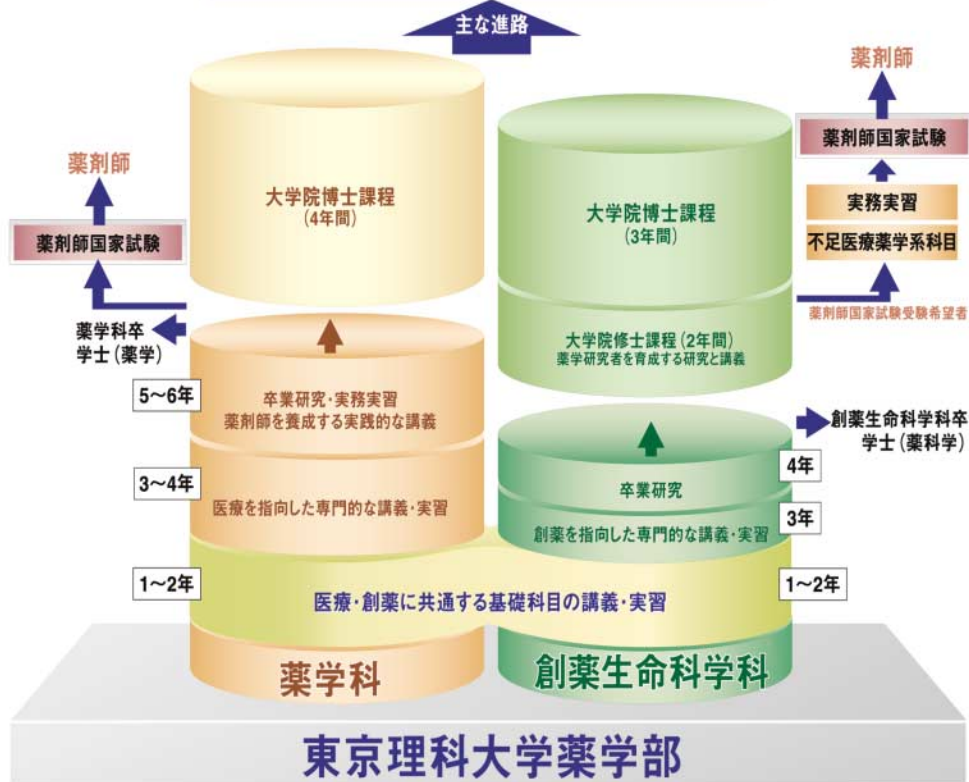 主な進路
大学院博士課程
(4年間)
薬剤師
薬剤師国家試験
薬学科卒
学士(薬学)
5〜6年
卒業研究・実務実習
薬剤師を養成する実践的な講義
3〜4年
医療を指向した専門的な講義・実習
1〜2年
薬剤師
薬剤師国家試験
実務実習
不足医療薬学系科目
薬剤師国家試験受験希望者
大学院博士課程
(3年間)
大学院修士課程(2年間)
薬学研究者を育成する研究と講義
創薬生命科学科卒
学士(薬科学)
4年
卒業研究
3年
創薬を指向した専門的な講義・実習
1〜2年
医療・創薬に共通する基礎科目の講義・実習
薬学科
創薬生命科学科
東京理科大学薬学部